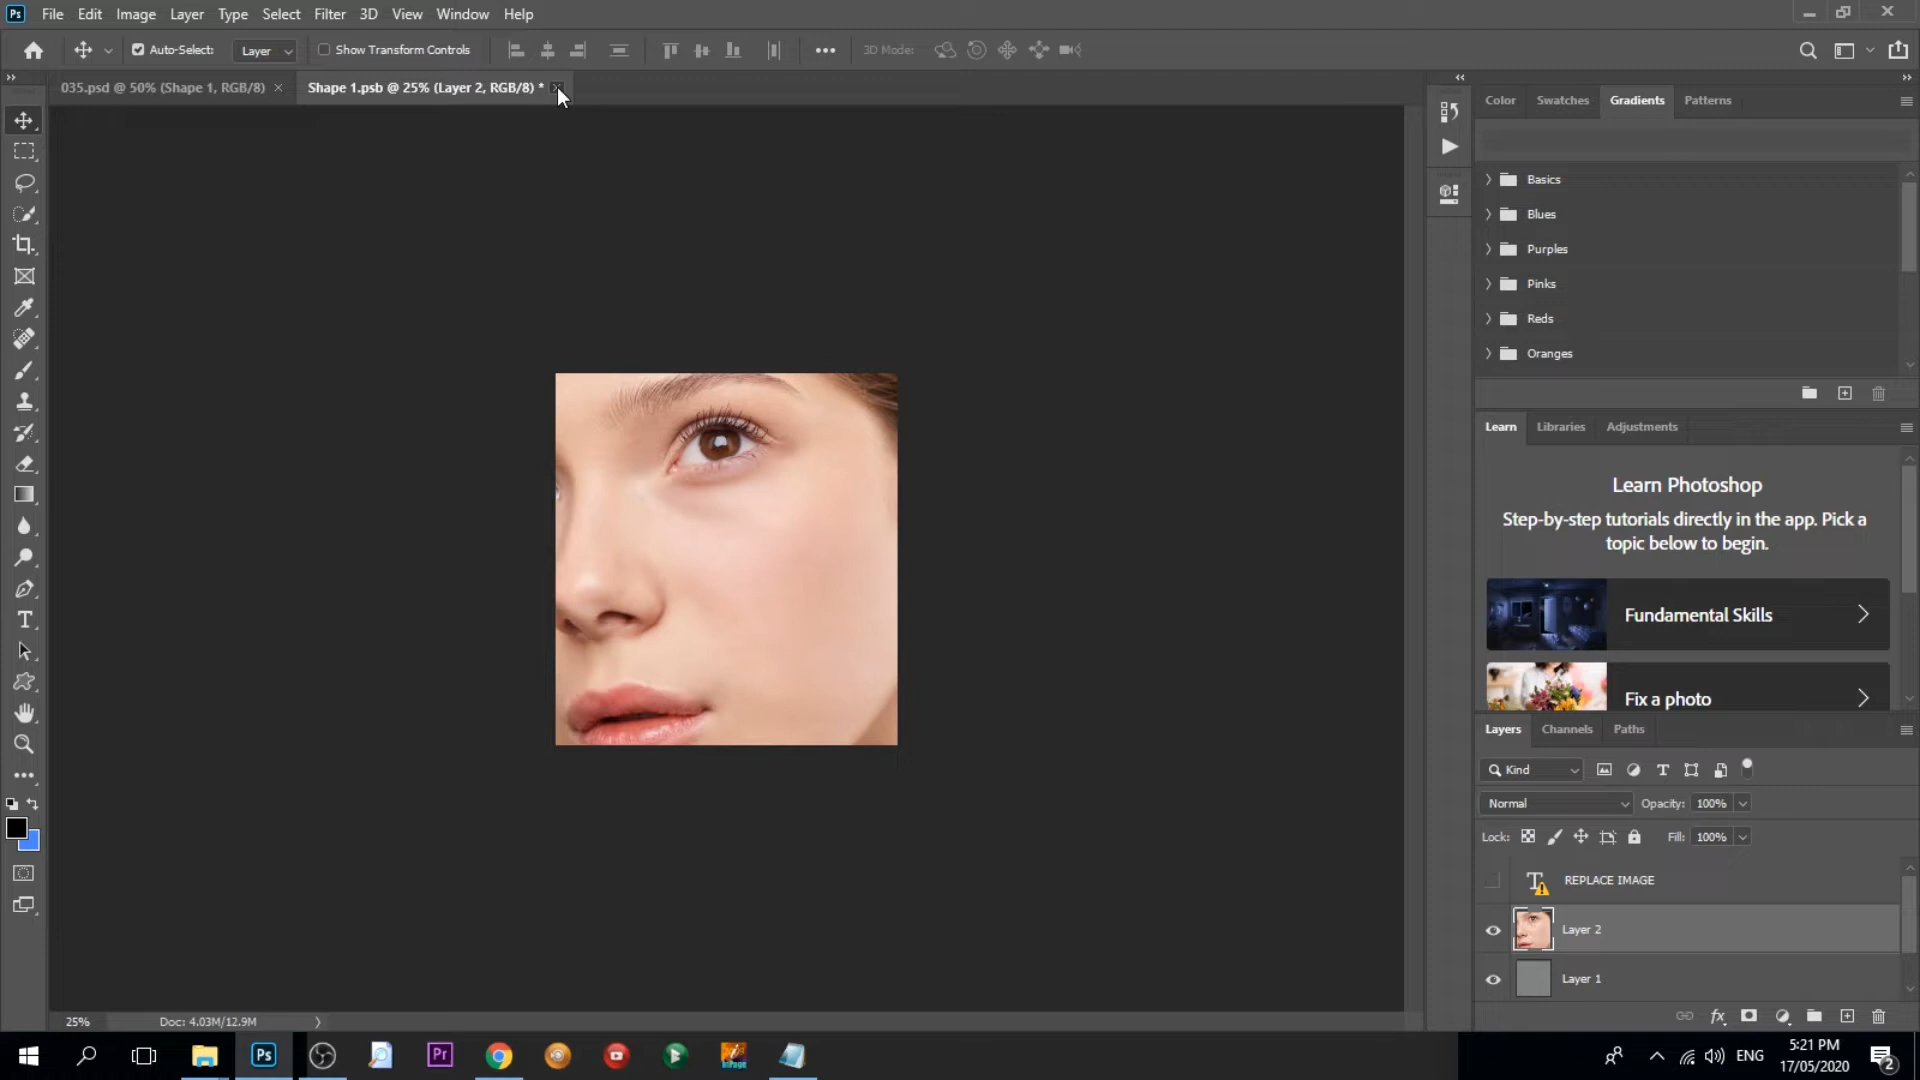 Ps File Edit Image Layer Type Select Filter 3D View Window Help
Auto-Select: Layer Show Transform Controls 3D Mode:
035.psd @ 50% (Shape 1, RGB/8) Shape 1.psb @ 25% (Layer 2, RGB/8) *
Color Swatches Gradients Patterns
Basics
Blues
Purples
Pinks
Reds
Oranges
Learn Libraries Adjustments
Learn Photoshop
Step-by-step tutorials directly in the app. Pick a
topic below to begin.
Fundamental Skills
Fix a photo
Layers Channels Paths
Kind
Normal Opacity: 100%
Lock: Fill: 100%
REPLACE IMAGE
Layer 2
Layer 1
fx
25% Doc: 4.03M/12.9M
Ps Pr ENG
5:21 PM
17/05/2020
2